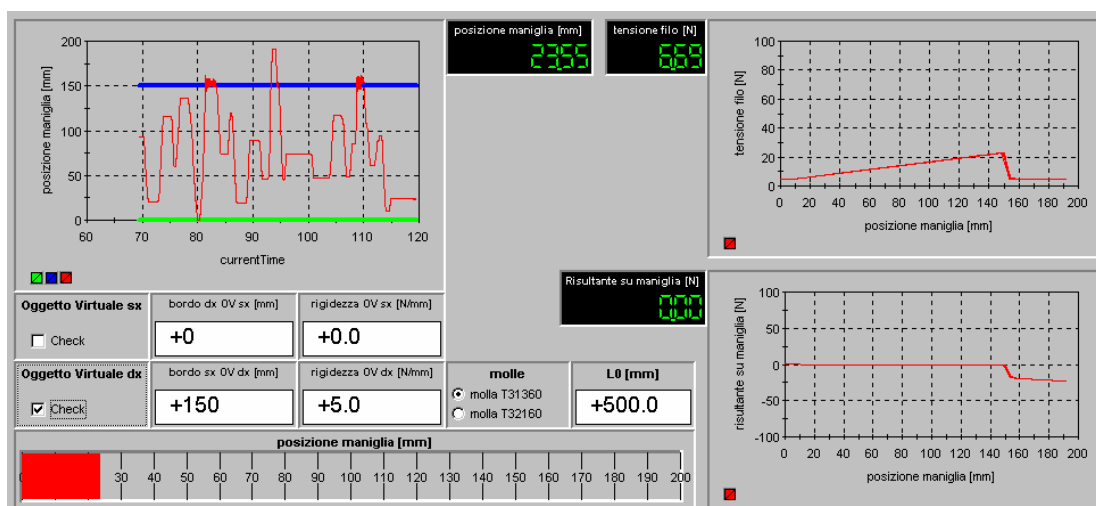 posizione maniglia [mm]
200
150
100
50
0
60 70 80 90 100 110 120
currentTime
posizione maniglia [mm]
23,55
tensione filo [N]
6,69
tensione filo [N]
100
80
60
40
20
0
0 20 40 60 80 100 120 140 160 180 200
posizione maniglia [mm]
Risultante su maniglia [N]
0,00
risultante su maniglia [N]
100
50
0
-50
-100
0 20 40 60 80 100 120 140 160 180 200
posizione maniglia [mm]
Oggetto Virtuale sx
Check
bordo dx OV sx [mm]
+0
rigidezza OV sx [N/mm]
+0.0
Oggetto Virtuale dx
Check
bordo sx OV dx [mm]
+150
rigidezza OV dx [N/mm]
+5.0
molle
molla T31360
molla T32160
L0 [mm]
+500.0
posizione maniglia [mm]
30 40 50 60 70 80 90 100 110 120 130 140 150 160 170 180 190 200